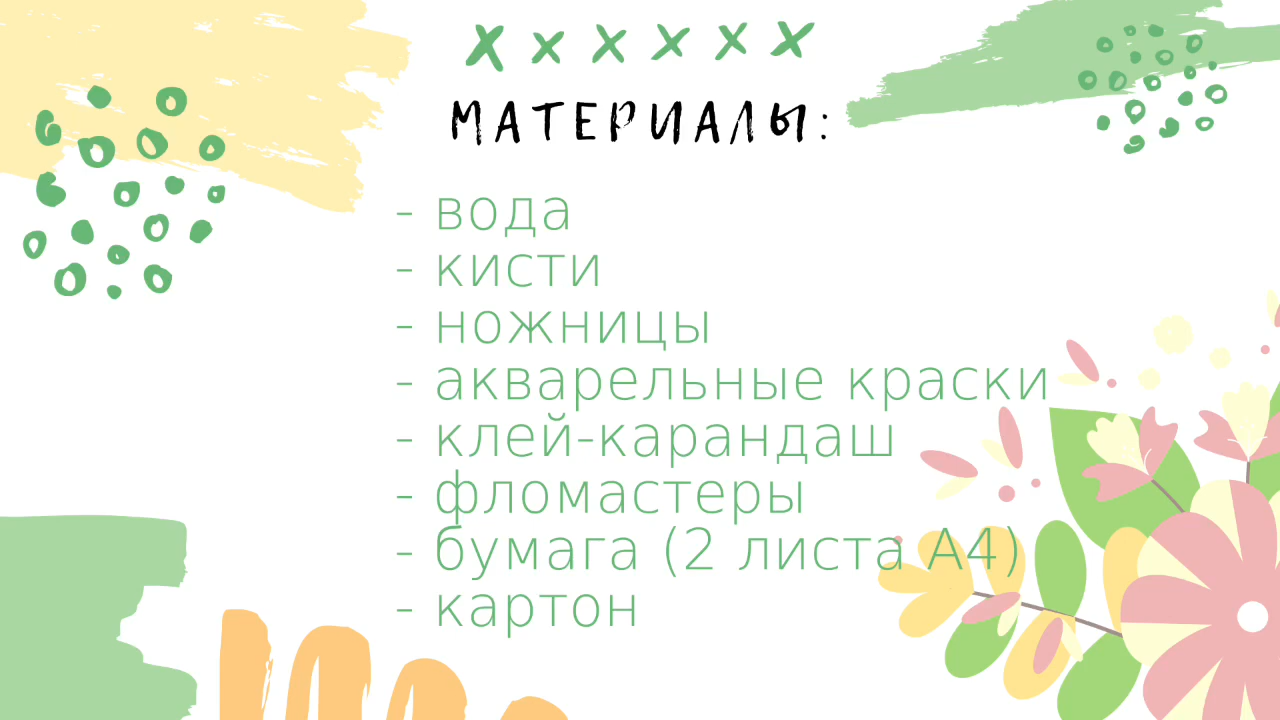 МАТЕРИАЛЫ:
- вода
- кисти
- ножницы
- акварельные краски
- клей-карандаш
- фломастеры
- бумага (2 листа А4)
- картон